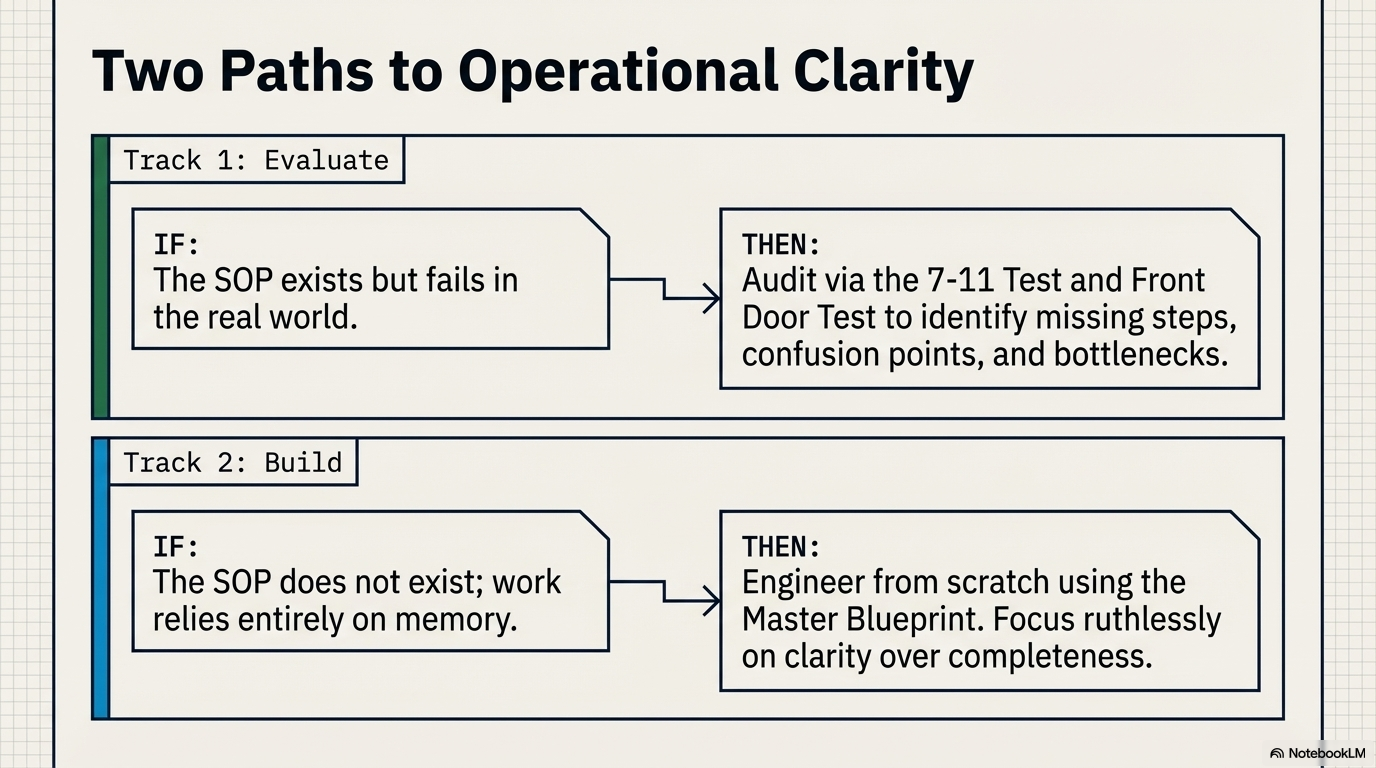 Two Paths to Operational Clarity
Track 1: Evaluate
IF:
The SOP exists but fails in
the real world.
THEN:
Audit via the 7-11 Test and Front
Door Test to identify missing steps,
confusion points, and bottlenecks.
Track 2: Build
IF:
The SOP does not exist; work
relies entirely on memory.
THEN:
Engineer from scratch using the
Master Blueprint. Focus ruthlessly
on clarity over completeness.
NotebookLM